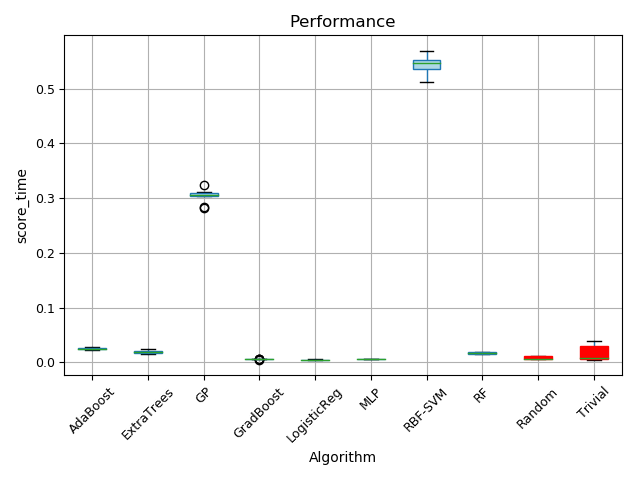 Performance
score_time
0.5
0.4
0.3
0.2
0.1
0.0
AdaBoost
ExtraTrees
GP
GradBoost
LogisticReg
MLP
RBF-SVM
RF
Random
Trivial
Algorithm